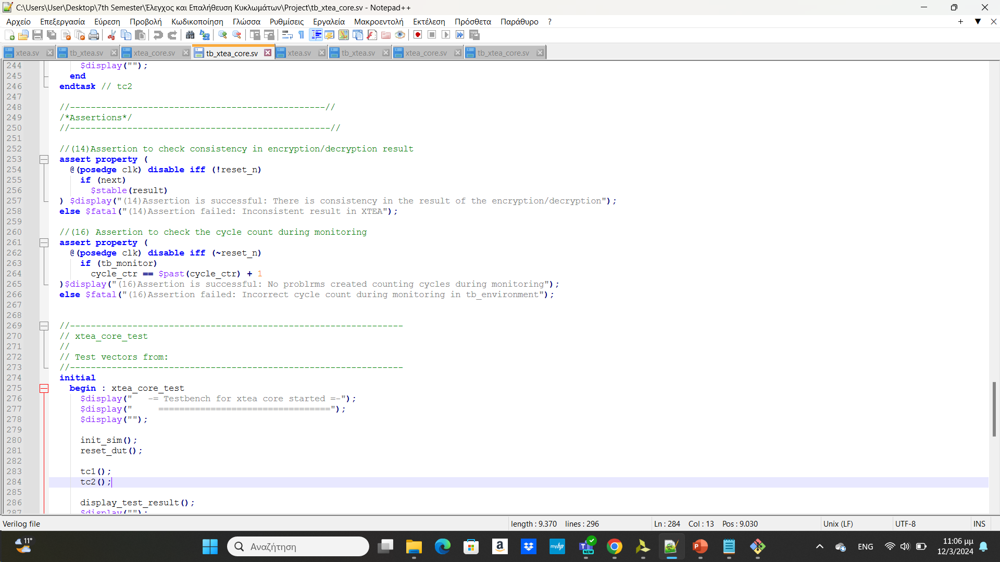 C:\Users\User\Desktop\7th Semester\Έλεγχος και Επαλήθευση Κυκλωμάτων\Project\tb_xtea_core.sv - Notepad++
Αρχείο Επεξεργασία Εύρεση Προβολή Κωδικοποίηση Γλώσσα Ρυθμίσεις Εργαλεία Μακροεντολή Εκτέλεση Πρόσθετα Παράθυρο ?
xtea.sv tb_xtea.sv xtea_core.sv tb_xtea_core.sv xtea.sv tb_xtea.sv xtea_core.sv tb_xtea_core.sv
244 $display("");
245 end
246 endtask // tc2
247
248 //-------------------------------------------------//
249 /*Assertions*/
250 //--------------------------------------------------//
251
252 //(14)Assertion to check consistency in encryption/decryption result
253 assert property (
254 @(posedge clk) disable iff (!reset_n)
255 if (next)
256 $stable(result)
257 ) $display("(14)Assertion is successful: There is consistency in the result of the encryption/decryption");
258 else $fatal("(14)Assertion failed: Inconsistent result in XTEA");
259
260 //(16) Assertion to check the cycle count during monitoring
261 assert property (
262 @(posedge clk) disable iff (~reset_n)
263 if (tb_monitor)
264 cycle_ctr == $past(cycle_ctr) + 1
265 )$display("(16)Assertion is successful: No problrms created counting cycles during monitoring");
266 else $fatal("(16)Assertion failed: Incorrect cycle count during monitoring in tb_environment");
267
268
269 //----------------------------------------------------------------
270 // xtea_core_test
271 //
272 // Test vectors from:
273 //----------------------------------------------------------------
274 initial
275 begin : xtea_core_test
276 $display("   -= Testbench for xtea core started =-");
277 $display("     =================================");
278 $display("");
279
280 init_sim();
281 reset_dut();
282
283 tc1();
284 tc2();
285
286 display_test_result();
287 $display("");
Verilog file length : 9.370 lines : 296 Ln : 284 Col : 13 Pos : 9.030 Unix (LF) UTF-8 INS
11° Αναζήτηση a myhp NEW ENG 11:06 μμ
12/3/2024